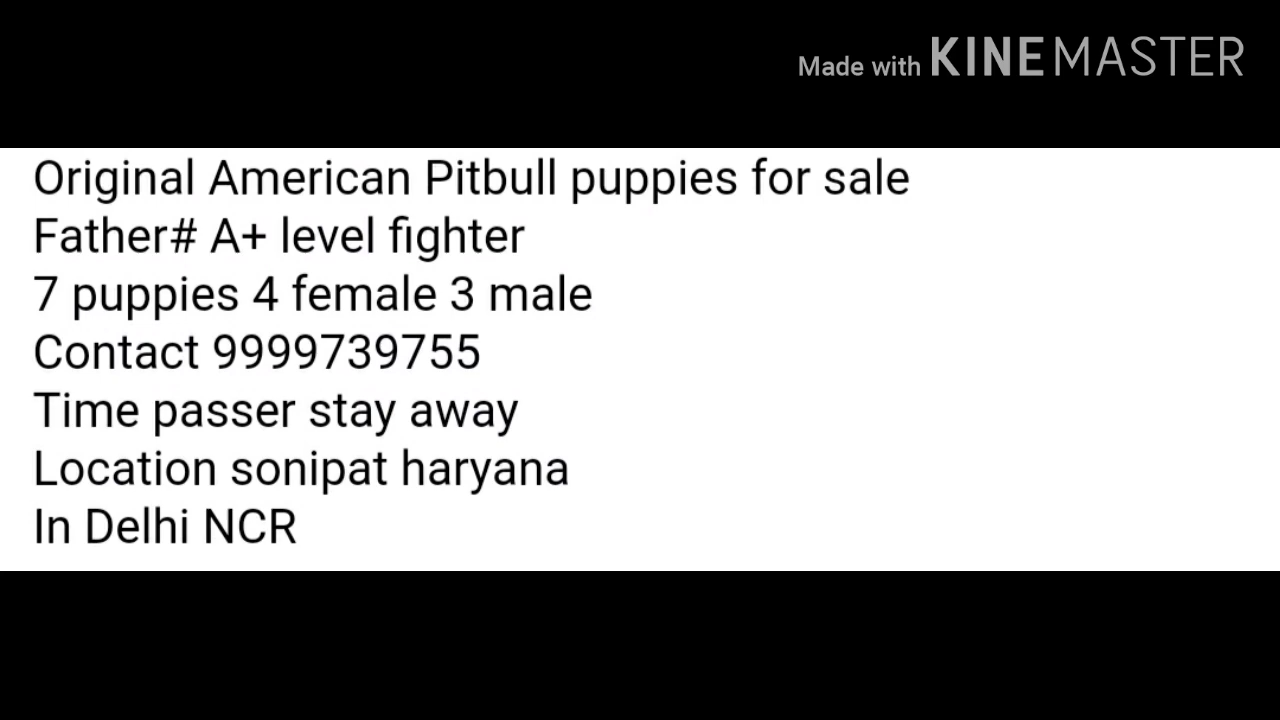 Made with KINEMASTER
Original American Pitbull puppies for sale
Father# A+ level fighter
7 puppies 4 female 3 male
Contact 9999739755
Time passer stay away
Location sonipat haryana
In Delhi NCR